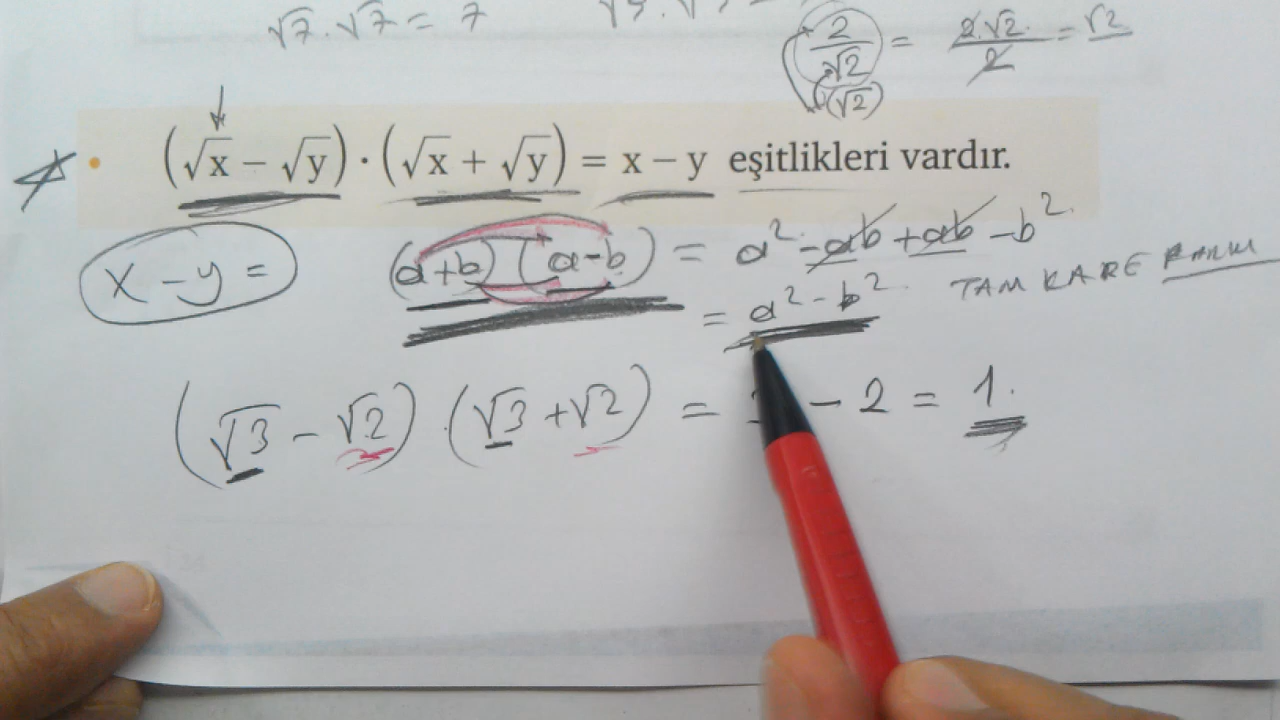 √7 . √7 = 7
2/√2 (√2) = 2.√2/2 = √2
(√x − √y) · (√x + √y) = x − y eşitlikleri vardır.
x − y =
(a+b) (a−b) = a² − ab + ab − b²
= a² − b² TAM KARE
(√3 − √2) . (√3 + √2) = − 2 = 1.